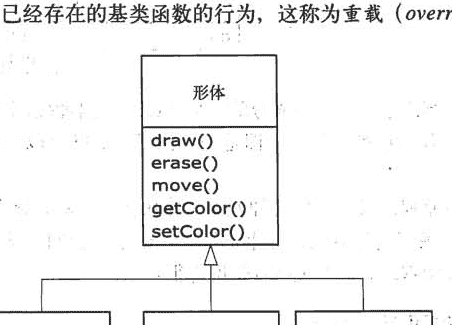 已经存在的基类函数的行为，这称为重载（overr
形体
draw()
erase()
move()
getColor()
setColor()